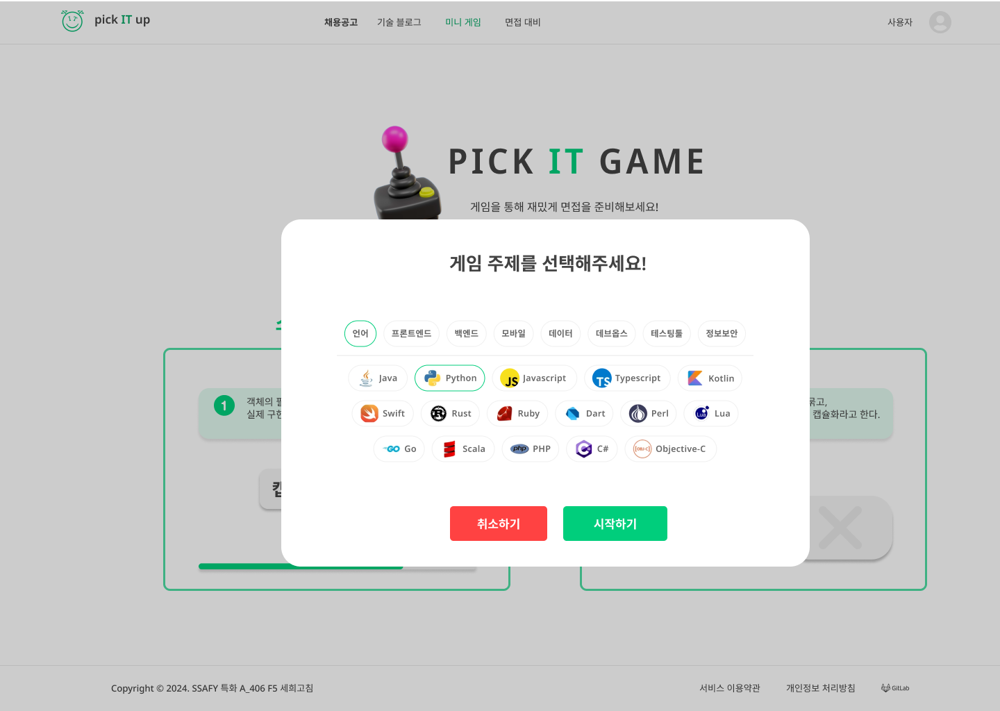 pick IT up
채용공고 기술 블로그 미니 게임 면접 대비
사용자
PICK IT GAME
게임을 통해 재밌게 면접을 준비해보세요!
게임 주제를 선택해주세요!
언어 프론트엔드 백엔드 모바일 데이터 데브옵스 테스팅툴 정보보안
Java Python JS Javascript TS Typescript Kotlin
Swift Rust Ruby Dart Perl Lua Lua
GO Go Scala php PHP C C# [OBJ-C] Objective-C
1 객체의
실제 구현
묶고,
캡슐화라고 한다.
취소하기 시작하기
Copyright © 2024. SSAFY 특화 A_406 F5 세희고침
서비스 이용약관 개인정보 처리방침 GitLab